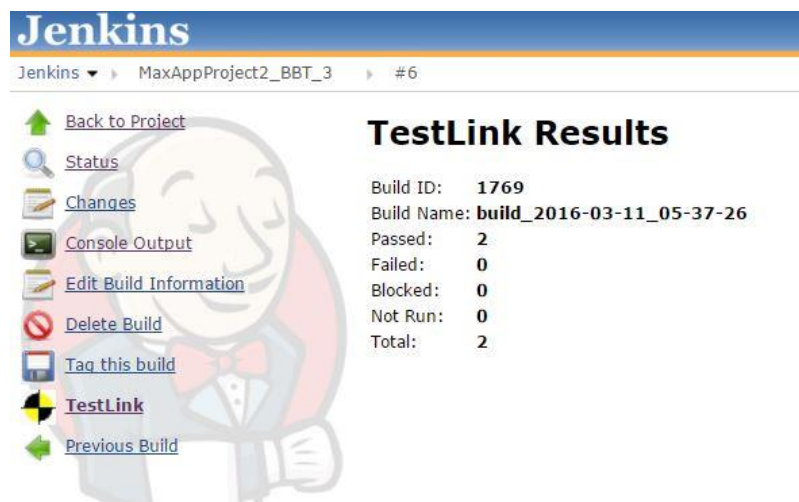 Jenkins
Jenkins MaxAppProject2_BBT_3 #6
Back to Project
Status
Changes
Console Output
Edit Build Information
Delete Build
Tag this build
TestLink
Previous Build
TestLink Results
Build ID: 1769
Build Name: build_2016-03-11_05-37-26
Passed: 2
Failed: 0
Blocked: 0
Not Run: 0
Total: 2